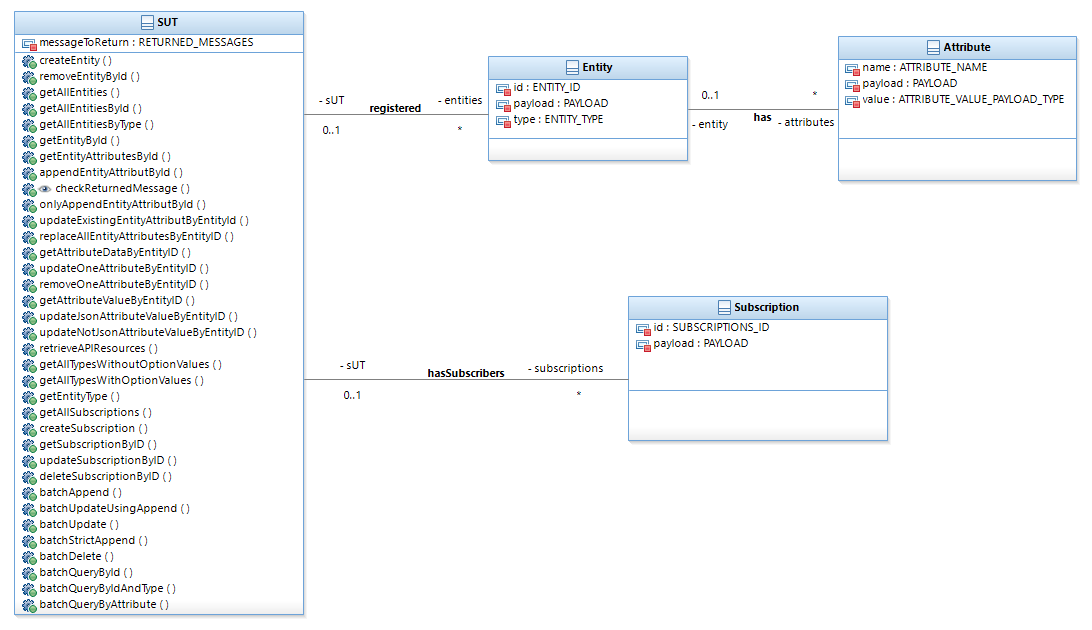 SUT
messageToReturn : RETURNED_MESSAGES
createEntity ( )
removeEntityById ( )
getAllEntities ( )
getAllEntitiesById ( )
getAllEntitiesByType ( )
getEntityById ( )
getEntityAttributesById ( )
appendEntityAttributById ( )
checkReturnedMessage ( )
onlyAppendEntityAttributById ( )
updateExistingEntityAttributByEntityId ( )
replaceAllEntityAttributesByEntityID ( )
getAttributeDataByEntityID ( )
updateOneAttributeByEntityID ( )
removeOneAttributeByEntityID ( )
getAttributeValueByEntityID ( )
updateJsonAttributeValueByEntityID ( )
updateNotJsonAttributeValueByEntityID ( )
retrieveAPIResources ( )
getAllTypesWithoutOptionValues ( )
getAllTypesWithOptionValues ( )
getEntityType ( )
getAllSubscriptions ( )
createSubscription ( )
getSubscriptionByID ( )
updateSubscriptionByID ( )
deleteSubscriptionByID ( )
batchAppend ( )
batchUpdateUsingAppend ( )
batchUpdate ( )
batchStrictAppend ( )
batchDelete ( )
batchQueryById ( )
batchQueryByIdAndType ( )
batchQueryByAttribute ( )
- sUT
registered
- entities
0..1
*
Entity
id : ENTITY_ID
payload : PAYLOAD
type : ENTITY_TYPE
0..1
*
- entity
has
- attributes
Attribute
name : ATTRIBUTE_NAME
payload : PAYLOAD
value : ATTRIBUTE_VALUE_PAYLOAD_TYPE
- sUT
hasSubscribers
- subscriptions
0..1
*
Subscription
id : SUBSCRIPTIONS_ID
payload : PAYLOAD